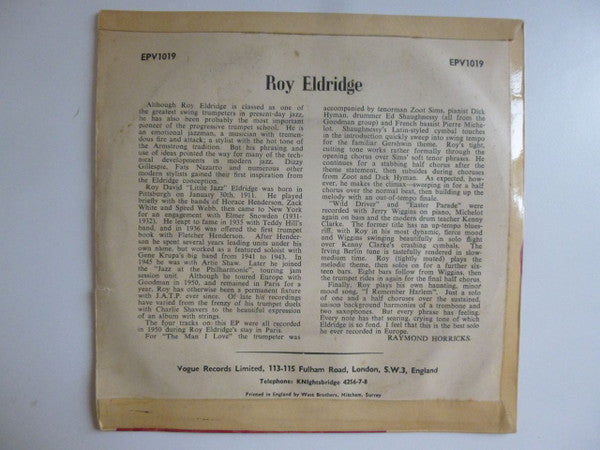 EPV1019
EPV1019
Roy Eldridge
Although Roy Eldridge is classed as one of
the greatest swing trumpeters in present-day jazz,
he has also been probably the most important
pioneer of the progressive trumpet school. He is
an emotional jazzman, a musician with tremen-
dous fire and attack; a stylist with the hot tone of
the Armstrong tradition. But his phrasing and
use of ideas pointed the way for many of the tech-
nical developments in modern jazz. Dizzy
Gillespie, Fats Nazarro and numerous other
modern stylists gained their first inspiration from
the Eldridge conception.
Roy David "Little Jazz" Eldridge was born in
Pittsburgh on January 30th, 1911. He played
briefly with the bands of Horace Henderson, Zack
White and Speed Webb, then came to New York
for an engagement with Elmer Snowden (1931-
1932). He leapt to fame in 1935 with Teddy Hill's
band, and in 1936 was offered the first trumpet
book with Fletcher Henderson. After Hender-
son he spent several years leading units under his
own name, but worked as a featured soloist with
Gene Krupa's big band from 1941 to 1943. In
1945 he was with Artie Shaw. Later he joined
the "Jazz at the Philharmonic", touring jam
session unit. Although he toured Europe with
Goodman in 1950, and remained in Paris for a
year, Roy has otherwise been a permanent fixture
with J.A.T.P. ever since. Of late his recordings
have varied from the frenzy of his trumpet duets
with Charlie Shavers to the beautiful expression
of an album with strings.
The four tracks on this EP were all recorded
in 1950 during Roy Eldridge's stay in Paris.
For "The Man I Love" the trumpeter was
accompanied by tenorman Zoot Sims, pianist Dick
Hyman, drummer Ed Shaughnessy (all from the
Goodman group) and French bassist Pierre Miche-
lot. Shaughnessy's Latin-styled cymbal touches
in the introduction quickly sweep into swing tempo
for the familiar Gershwin theme. Roy's tight,
cutting tone works rather formally through the
opening chorus over Sims' soft tenor phrases. He
continues for a stabbing half chorus after the
theme statement, then subsides during choruses
from Zoot and Dick Hyman. As expected, how-
ever, he makes the climax—sweeping in for a half
chorus over the normal beat, then building up the
melody with an out-of-tempo finale.
"Wild Driver" and "Easter Parade" were
recorded with Jerry Wiggins on piano, Michelot
again on bass and the modern drum teacher Kenny
Clarke. The former title has an up-tempo blues-
riff, with Roy in his most dynamic, fierce mood
and Wiggins swinging beautifully in solo flight
over Kenny Clarke's crashing cymbals. The
Irving Berlin tune is tastefully rendered in slow-
medium time. Roy (tightly muted) plays the
melodic theme, then solos on for a further six-
teen bars. Eight bars follow from Wiggins, then
the trumpet rides in again for the final half chorus.
Finally, Roy plays his own haunting, minor
mood song, "I Remember Harlem". Just a solo
of one and a half choruses over the sustained,
unison background harmonies of a trombone and
two saxophones. But every phrase has feeling.
Every note has that searing, crying tone of which
Eldridge is so fond. I feel that this is the best solo
he ever recorded in Europe.
RAYMOND HORRICKS
Vogue Records Limited, 113-115 Fulham Road, London, S.W.3, England
Telephone: KNIghtsbridge 4256-7-8
Printed in England by West Brothers, Mitcham, Surrey